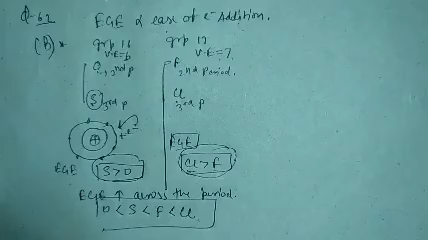 Q-61 EGE α ease of e⁻ addition.
(B)* grp 16 grp 17
V·E=6 V·E=7
O, 2nd p F, 2nd period.
S 3rd p Cl 3rd p
⊕ e⁻
EGE
EGE S>O Cl>F
EGE ↑ across the period.
O < S < F < Cl